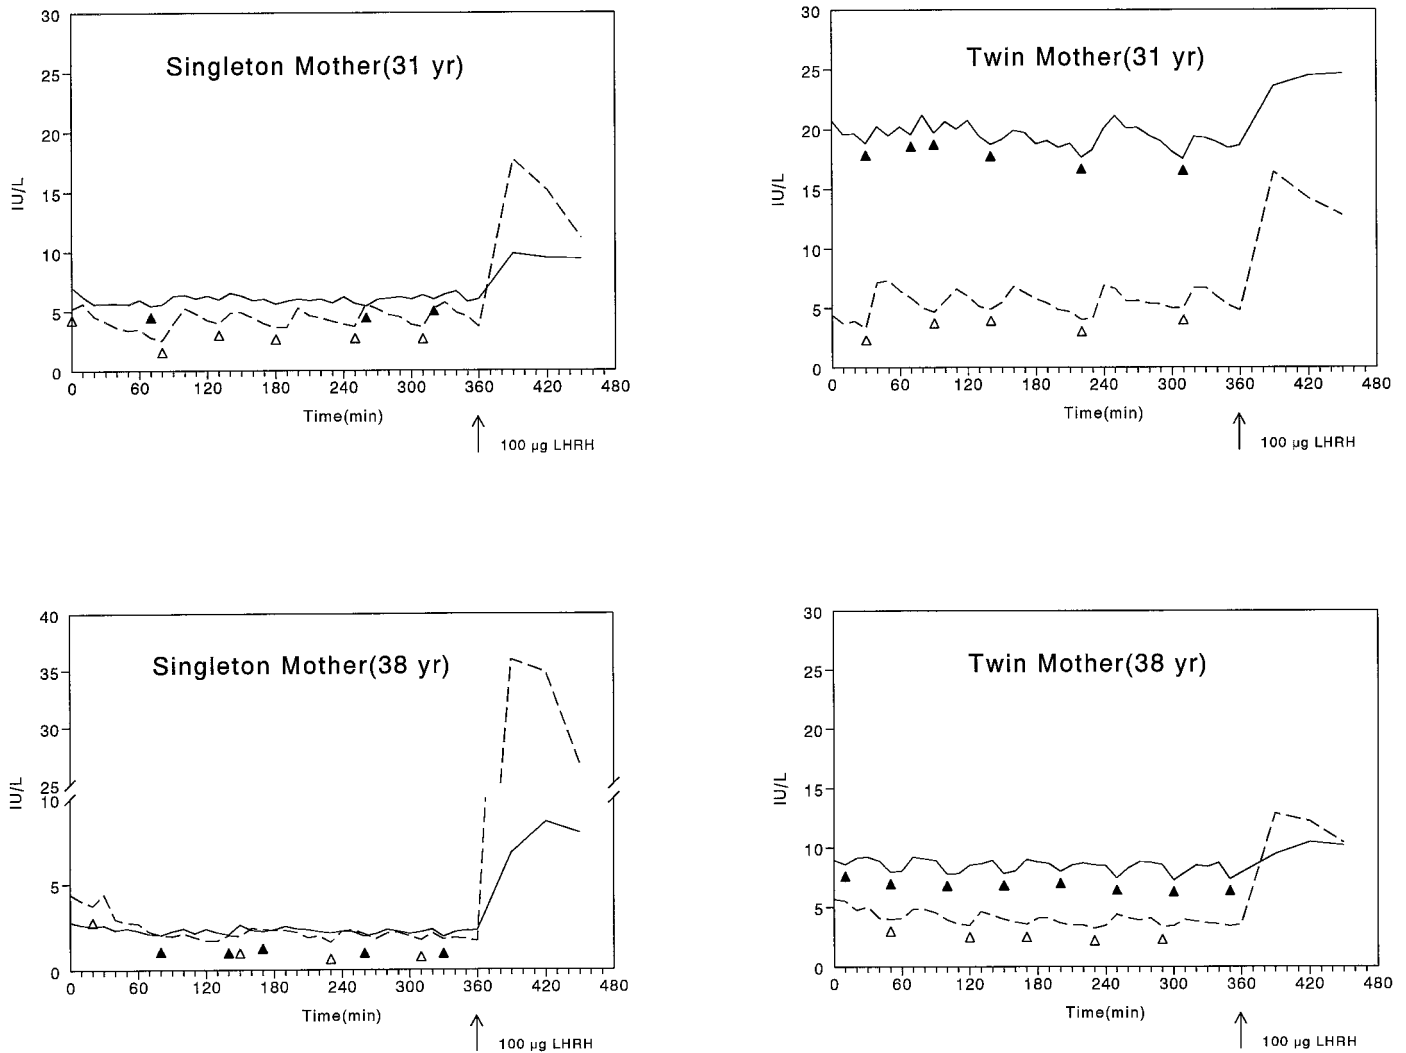 Singleton Mother(31 yr)
IU/L
30
25
20
15
10
5
0
0 60 120 180 240 300 360 420 480
Time(min)
100 µg LHRH
Twin Mother(31 yr)
IU/L
30
25
20
15
10
5
0
0 60 120 180 240 300 360 420 480
Time(min)
100 µg LHRH
Singleton Mother(38 yr)
IU/L
40
35
30
25
10
5
0
0 60 120 180 240 300 360 420 480
Time(min)
100 µg LHRH
Twin Mother(38 yr)
IU/L
30
25
20
15
10
5
0
0 60 120 180 240 300 360 420 480
Time(min)
100 µg LHRH